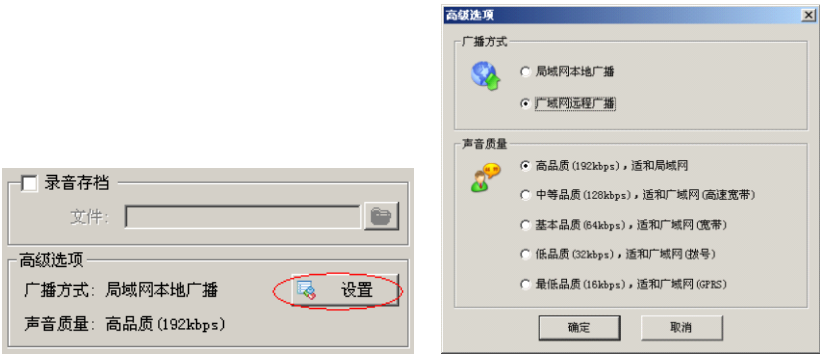 录音存档
文件:
高级选项
广播方式: 局域网本地广播
设置
声音质量: 高品质(192kbps)
高级选项
广播方式
局域网本地广播
广域网远程广播
声音质量
高品质(192kbps)，适和局域网
中等品质(128kbps)，适和广域网(高速宽带)
基本品质(64kbps)，适和广域网(宽带)
低品质(32kbps)，适和广域网(拨号)
最低品质(16kbps)，适和广域网(GPRS)
确定
取消